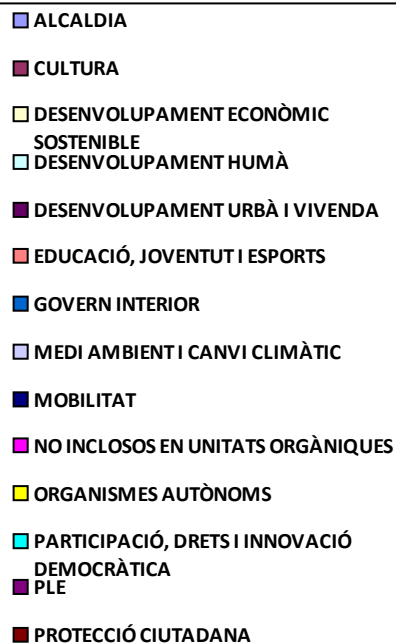 ALCALDIA
CULTURA
DESENVOLUPAMENT ECONÒMIC
SOSTENIBLE
DESENVOLUPAMENT HUMÀ
DESENVOLUPAMENT URBÀ I VIVENDA
EDUCACIÓ, JOVENTUT I ESPORTS
GOVERN INTERIOR
MEDI AMBIENT I CANVI CLIMÀTIC
MOBILITAT
NO INCLOSOS EN UNITATS ORGÀNIQUES
ORGANISMES AUTÒNOMS
PARTICIPACIÓ, DRETS I INNOVACIÓ
DEMOCRÀTICA
PLE
PROTECCIÓ CIUTADANA